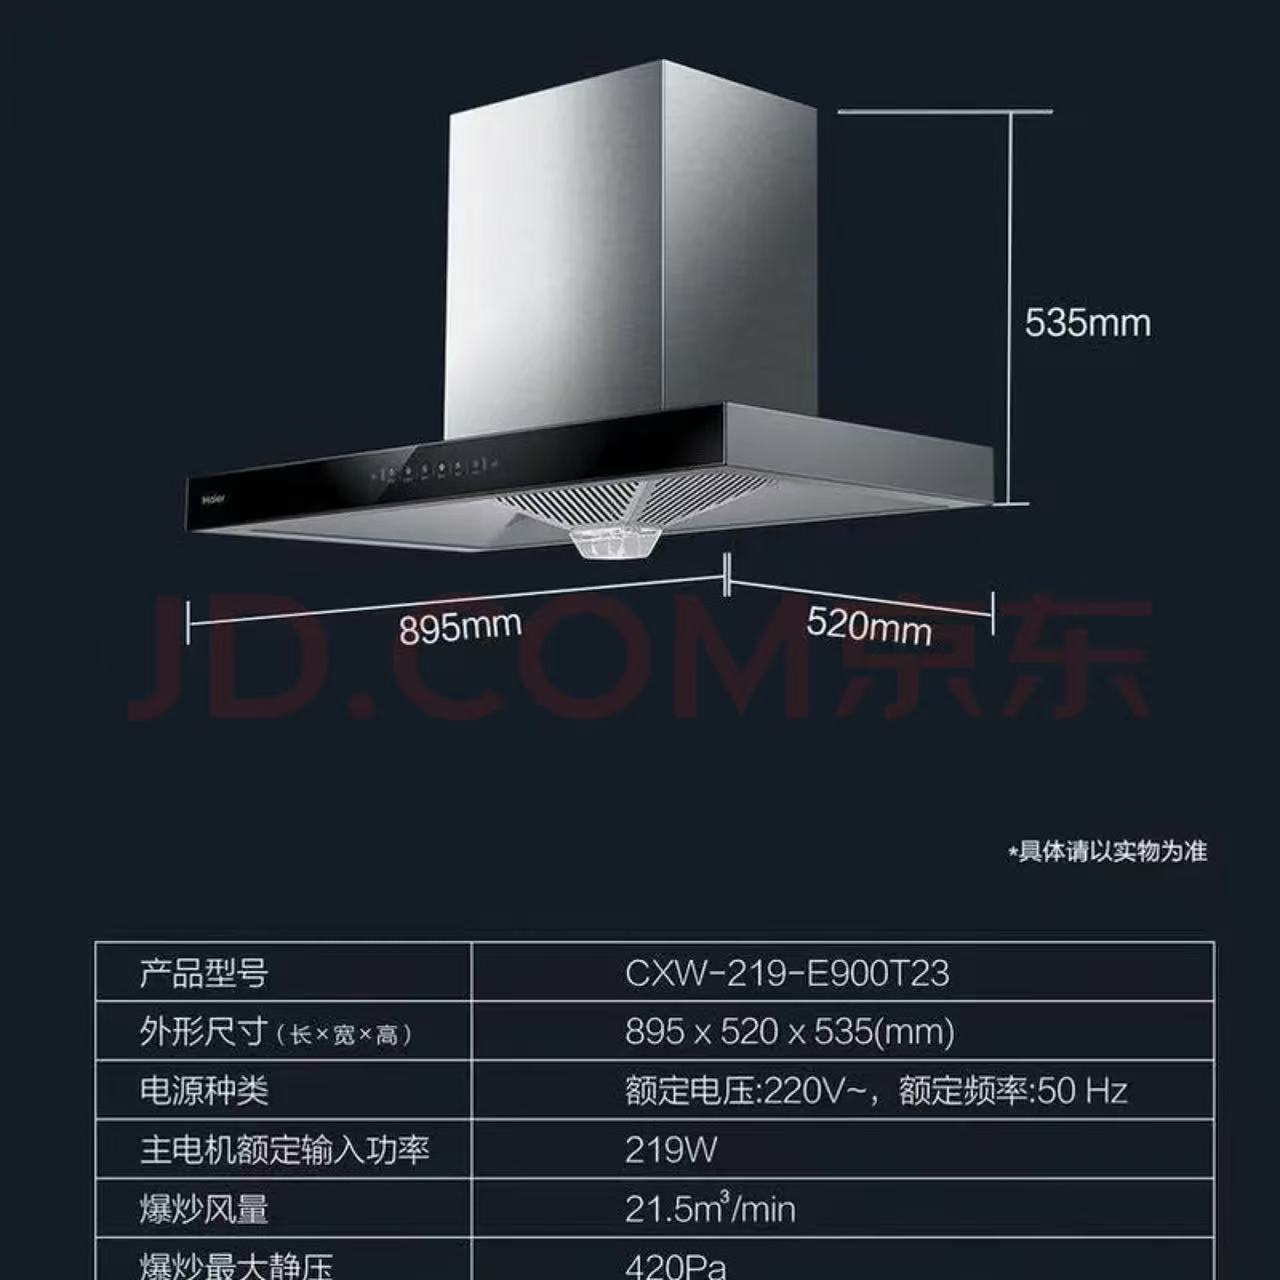 535mm
Haier
895mm
520mm
JD.COM京东
*具体请以实物为准
产品型号 CXW-219-E900T23
外形尺寸(长×宽×高) 895 x 520 x 535(mm)
电源种类 额定电压:220V~，额定频率:50 Hz
主电机额定输入功率 219W
爆炒风量 21.5m³/min
爆炒最大静压 420Pa